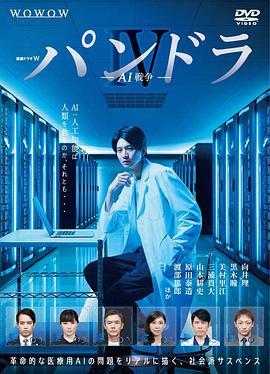 WOWOW
DVD
VIDEO
連続ドラマW
パンドラ
IV
AI戦争
AI：人工知能は
人類を救うのか、それとも・・・
向井理
黒木瞳
美村里江
三浦貴大
山本耕史
原田泰造
渡部篤郎
ほか
革命的な医療用AIの問題をリアルに描く、社会派サスペンス